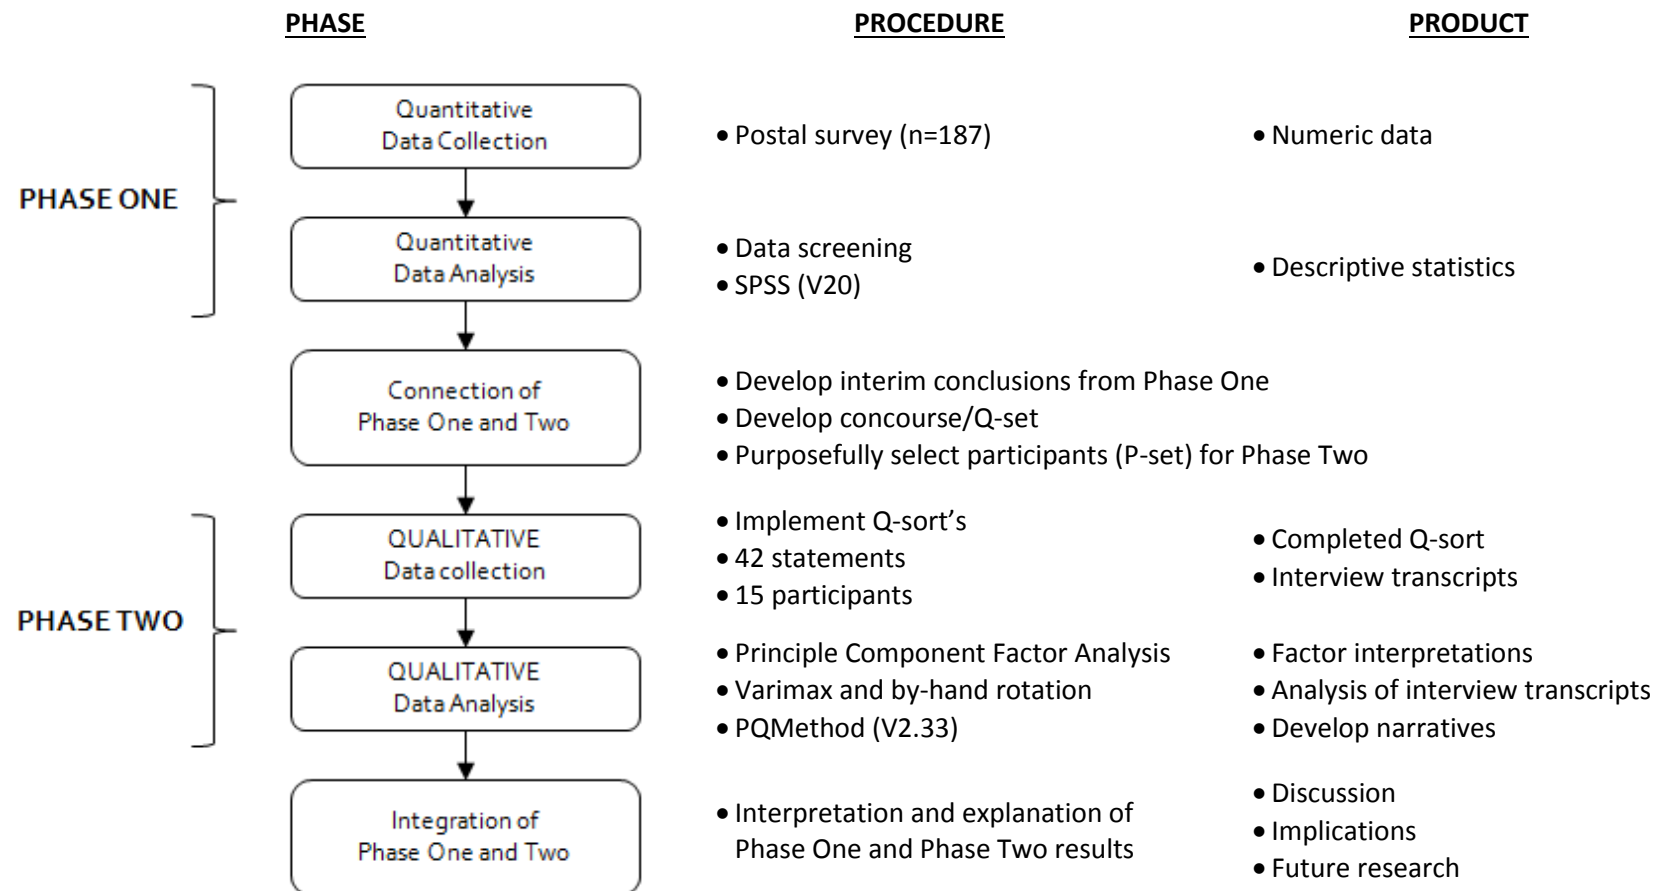 PHASE
PROCEDURE
PRODUCT
PHASE ONE
Quantitative
Data Collection
• Postal survey (n=187)
• Numeric data
Quantitative
Data Analysis
• Data screening
• SPSS (V20)
• Descriptive statistics
Connection of
Phase One and Two
• Develop interim conclusions from Phase One
• Develop concourse/Q-set
• Purposefully select participants (P-set) for Phase Two
PHASE TWO
QUALITATIVE
Data collection
• Implement Q-sort’s
• 42 statements
• 15 participants
• Completed Q-sort
• Interview transcripts
QUALITATIVE
Data Analysis
• Principle Component Factor Analysis
• Varimax and by-hand rotation
• PQMethod (V2.33)
• Factor interpretations
• Analysis of interview transcripts
• Develop narratives
Integration of
Phase One and Two
• Interpretation and explanation of
Phase One and Phase Two results
• Discussion
• Implications
• Future research